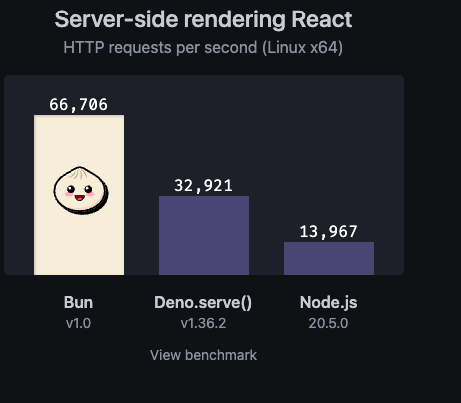 Server-side rendering React
HTTP requests per second (Linux x64)
66,706
32,921
13,967
Bun
Deno.serve()
Node.js
v1.0
v1.36.2
20.5.0
View benchmark